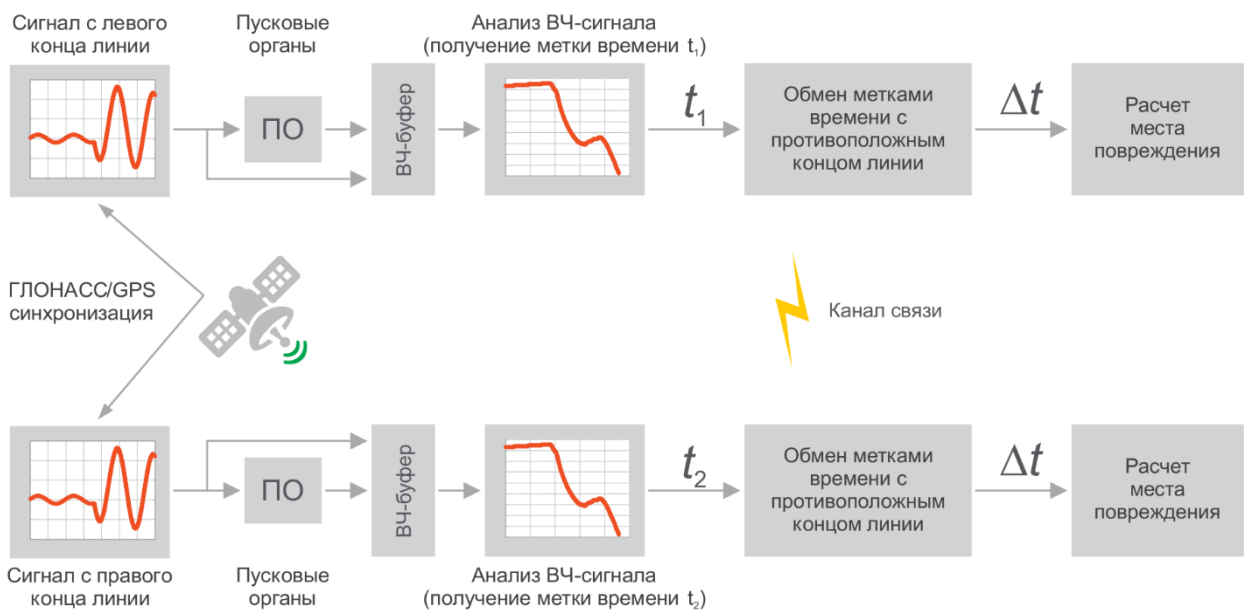 Сигнал с левого
конца линии
Пусковые
органы
Анализ ВЧ-сигнала
(получение метки времени t₁)
ПО
ВЧ-буфер
t₁
Обмен метками
времени с
противоположным
концом линии
Δt
Расчет
места
повреждения
ГЛОНАСС/GPS
синхронизация
Канал связи
ПО
ВЧ-буфер
t₂
Обмен метками
времени с
противоположным
концом линии
Δt
Расчет
места
повреждения
Сигнал с правого
конца линии
Пусковые
органы
Анализ ВЧ-сигнала
(получение метки времени t₂)